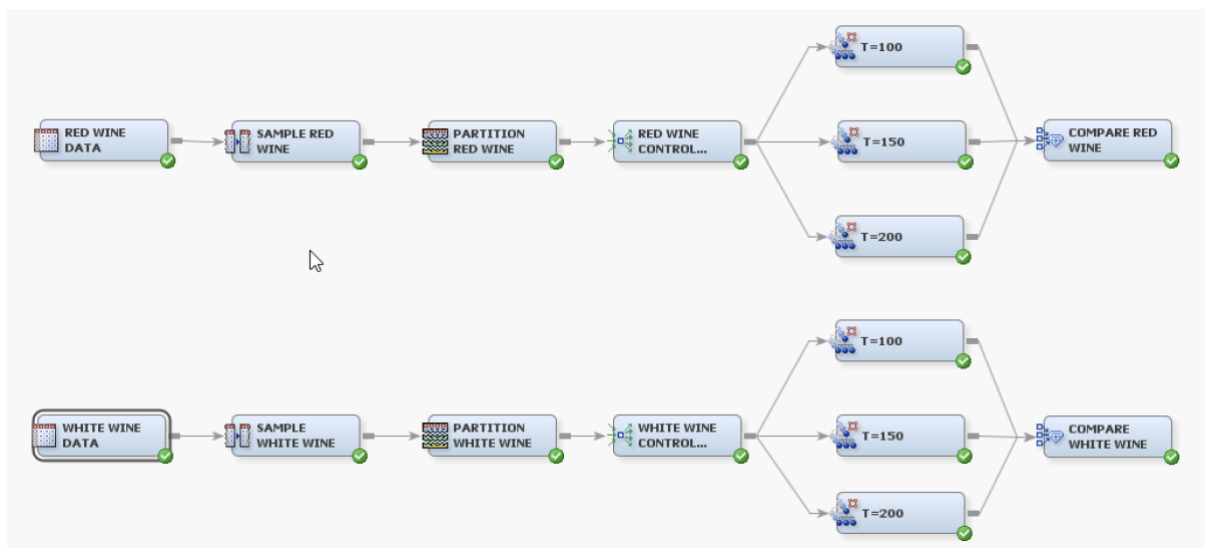 RED WINE
DATA
SAMPLE RED
WINE
PARTITION
RED WINE
RED WINE
CONTROL...
T=100
T=150
T=200
COMPARE RED
WINE
WHITE WINE
DATA
SAMPLE
WHITE WINE
PARTITION
WHITE WINE
WHITE WINE
CONTROL...
T=100
T=150
T=200
COMPARE
WHITE WINE